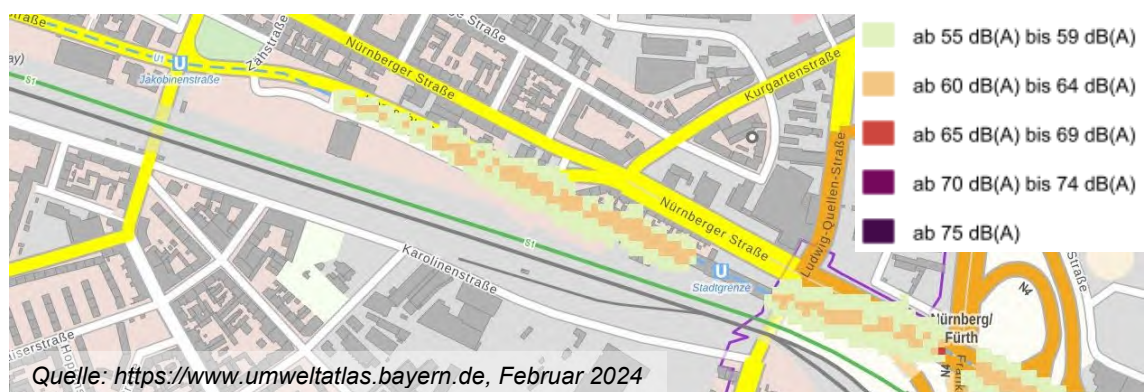 ab 55 dB(A) bis 59 dB(A)
ab 60 dB(A) bis 64 dB(A)
ab 65 dB(A) bis 69 dB(A)
ab 70 dB(A) bis 74 dB(A)
ab 75 dB(A)
U1
U
Jakobinenstraße
Zähstraße
Nürnberger Straße
Kurgartenstraße
S1
S1
Karolinenstraße
Nürnberger Straße
Ludwig-Quellen-Straße
U
Stadtgrenze
N4
Straße
Nürnberg/
Fürth
N4
Quelle: https://www.umweltatlas.bayern.de, Februar 2024